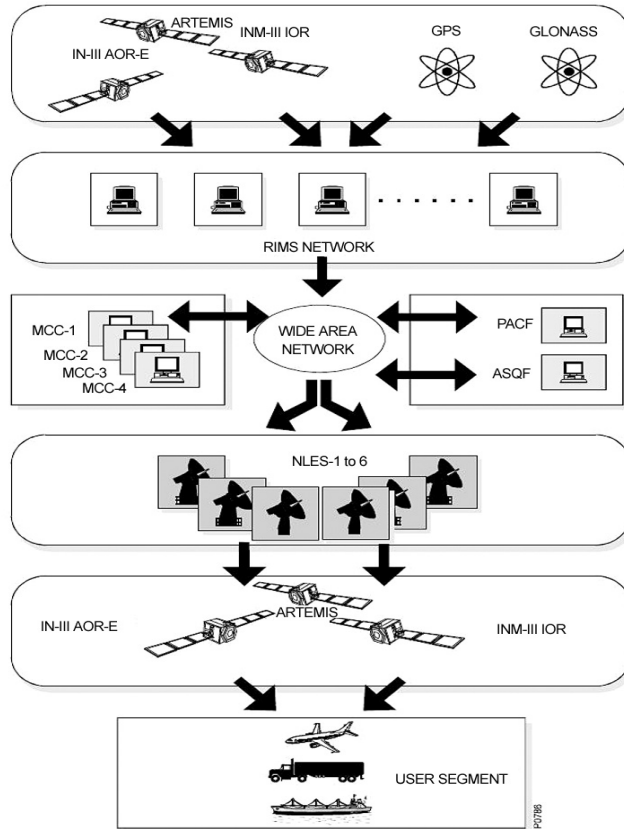 ARTEMIS
IN-III AOR-E
INM-III IOR
GPS
GLONASS
RIMS NETWORK
MCC-1
MCC-2
MCC-3
MCC-4
WIDE AREA
NETWORK
PACF
ASQF
NLES-1 to 6
IN-III AOR-E
ARTEMIS
INM-III IOR
USER SEGMENT
P0786